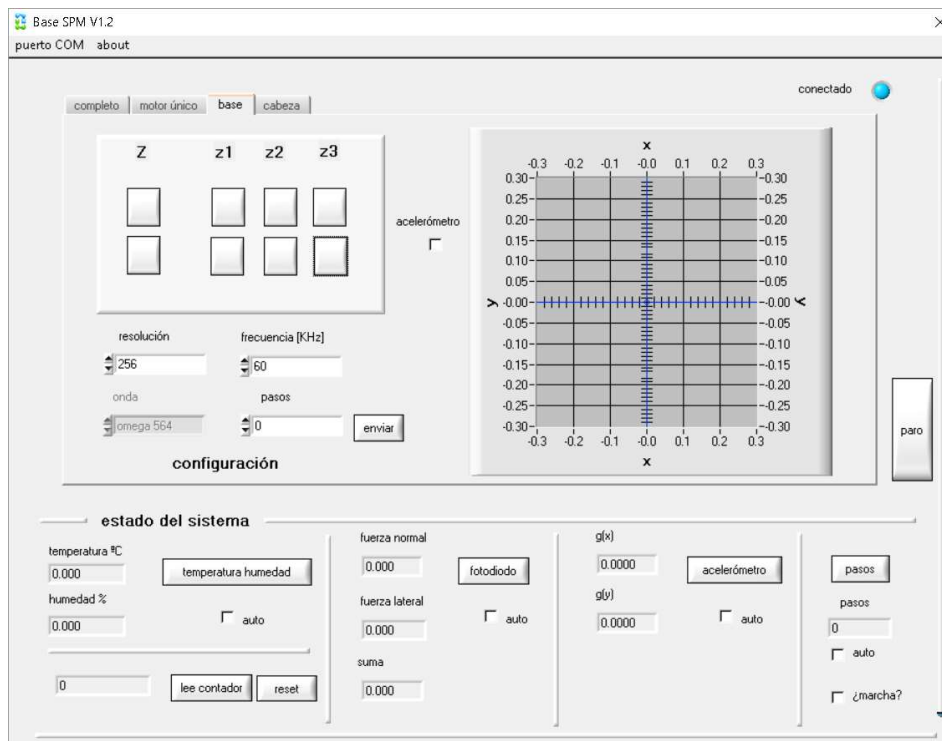 Base SPM V1.2
puerto COM about
conectado
completo motor único base cabeza
Z z1 z2 z3
acelerómetro
x
-0.3 -0.2 -0.1 -0.0 0.1 0.2 0.3
0.30 -0.30
0.25 -0.25
0.20 -0.20
0.15 -0.15
0.10 -0.10
0.05 -0.05
y -0.00 -0.00 y
-0.05 -0.05
-0.10 -0.10
-0.15 -0.15
-0.20 -0.20
-0.25 -0.25
-0.30 -0.30
-0.3 -0.2 -0.1 -0.0 0.1 0.2 0.3
x
resolución frecuencia [KHz]
256 60
onda pasos
omega 564 0 enviar
configuración
paro
estado del sistema
temperatura ºC
0.000 temperatura humedad
humedad %
0.000 auto
0 lee contador reset
fuerza normal
0.000 fotodiodo
fuerza lateral
0.000 auto
suma
0.000
g(x)
0.0000 acelerómetro
g(y)
0.0000 auto
pasos
pasos
0
auto
¿marcha?